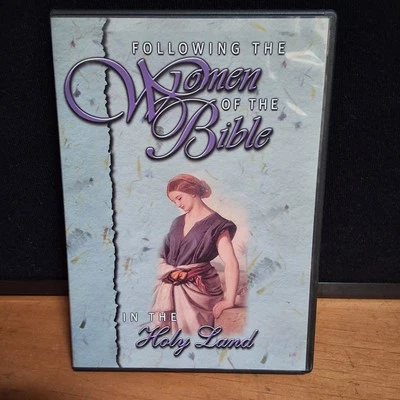 FOLLOWING THE
Women
OF THE
Bible
IN THE
Holy Land